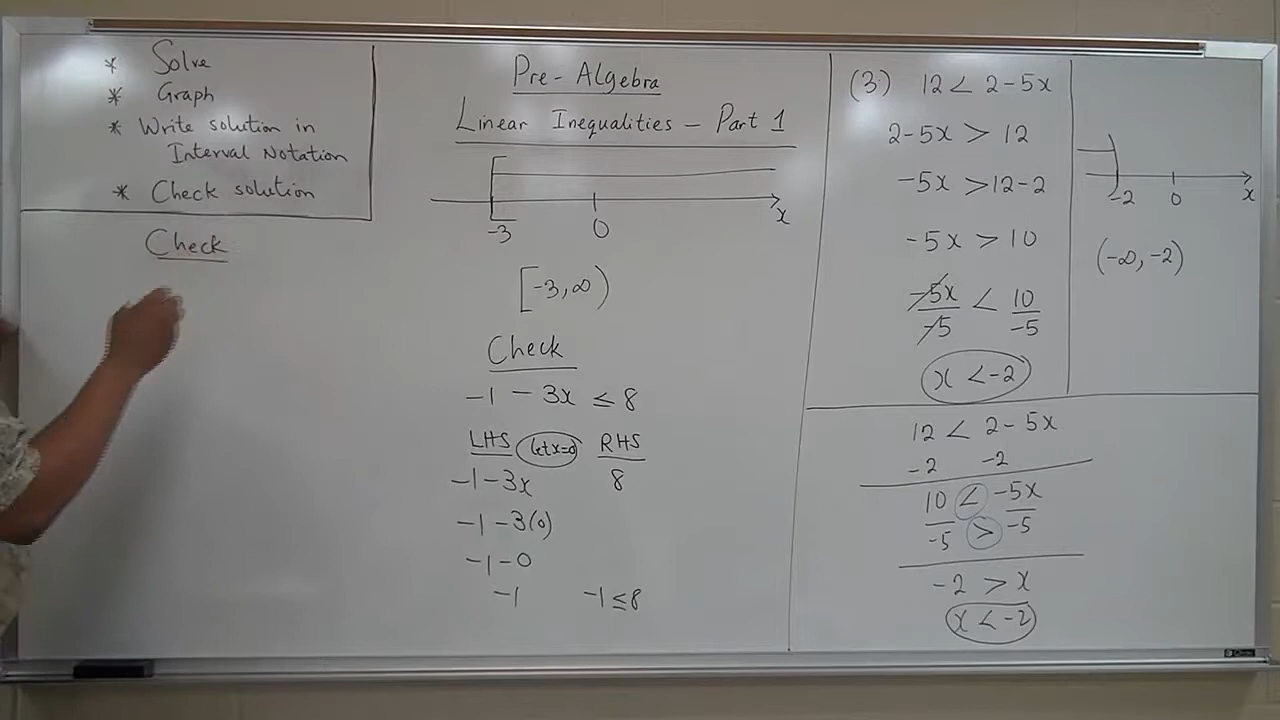 * Solve
* Graph
* Write solution in
Interval Notation
* Check solution
Check
Pre-Algebra
Linear Inequalities - Part 1
-3 0 x
[-3, ∞)
Check
-1 - 3x ≤ 8
LHS let x=0 RHS
-1-3x 8
-1-3(0)
-1-0
-1 -1≤8
(3) 12 < 2-5x
2-5x > 12
-5x >12-2
-5x > 10
-5x/-5 < 10/-5
x < -2
-2 0 x
(-∞, -2)
12 < 2-5x
-2 -2
10 < -5x
-5 > -5
-2 > x
x < -2